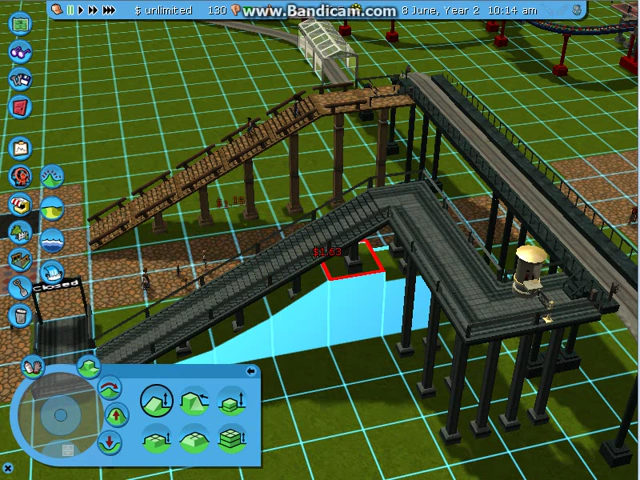 $ unlimited
130
www.Bandicam.com
8 June, Year 2
10:14 am
$1.63
Closed